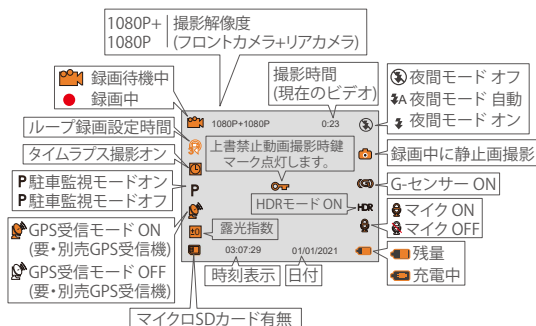 1080P+
1080P
撮影解像度
(フロントカメラ+リアカメラ)
録画待機中
録画中
撮影時間
(現在のビデオ)
夜間モード オフ
A 夜間モード 自動
夜間モード オン
ループ録画設定時間
タイムラプス撮影オン
P 駐車監視モードオン
P 駐車監視モードオフ
GPS受信モード ON
(要・別売GPS受信機)
GPS受信モード OFF
(要・別売GPS受信機)
1080P+1080P
0:23
上書禁止動画撮影時鍵
マーク点灯します。
P
HDRモード ON
HDR
±0
露光指数
03:07:29
01/01/2021
時刻表示
日付
録画中に静止画撮影
G-センサー ON
マイク ON
マイク OFF
残量
充電中
マイクロSDカード有無